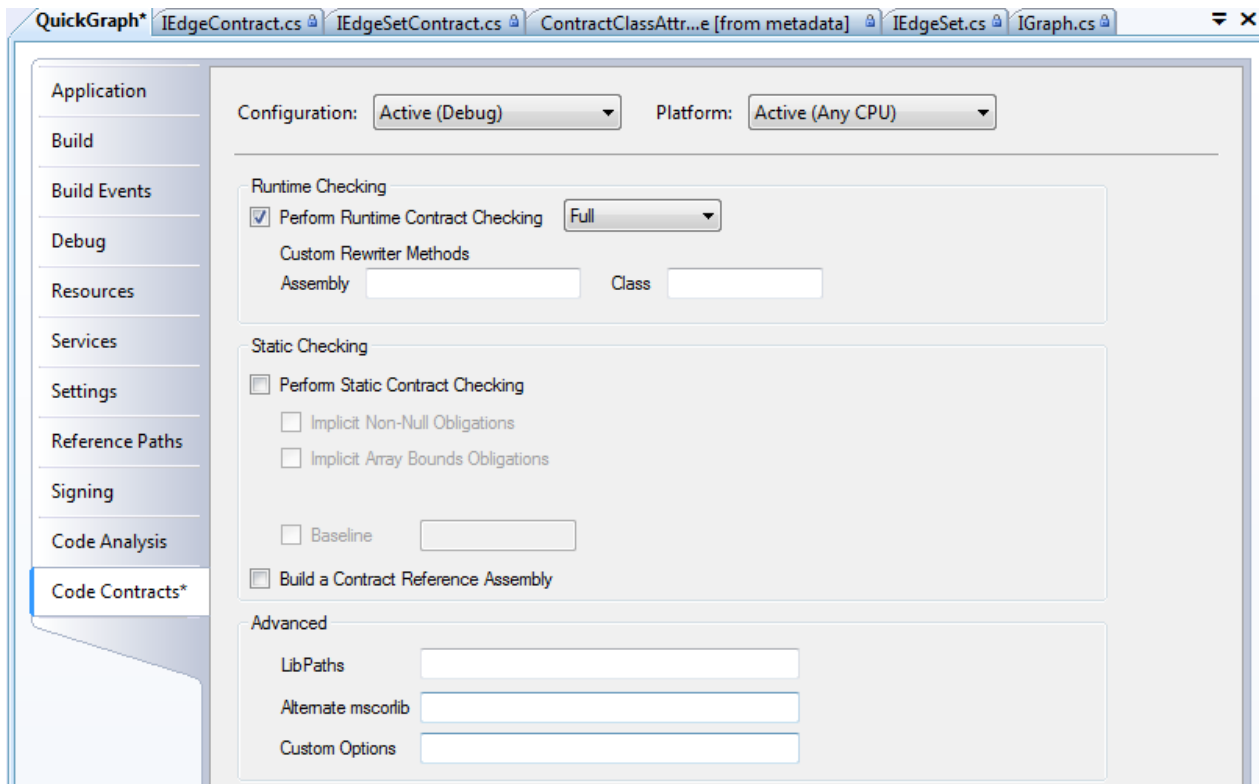 QuickGraph* IEdgeContract.cs IEdgeSetContract.cs ContractClassAttr...e [from metadata] IEdgeSet.cs IGraph.cs
Application
Build
Build Events
Debug
Resources
Services
Settings
Reference Paths
Signing
Code Analysis
Code Contracts*
Configuration: Active (Debug) Platform: Active (Any CPU)
Runtime Checking
Perform Runtime Contract Checking Full
Custom Rewriter Methods
Assembly Class
Static Checking
Perform Static Contract Checking
Implicit Non-Null Obligations
Implicit Array Bounds Obligations
Baseline
Build a Contract Reference Assembly
Advanced
LibPaths
Alternate mscorlib
Custom Options